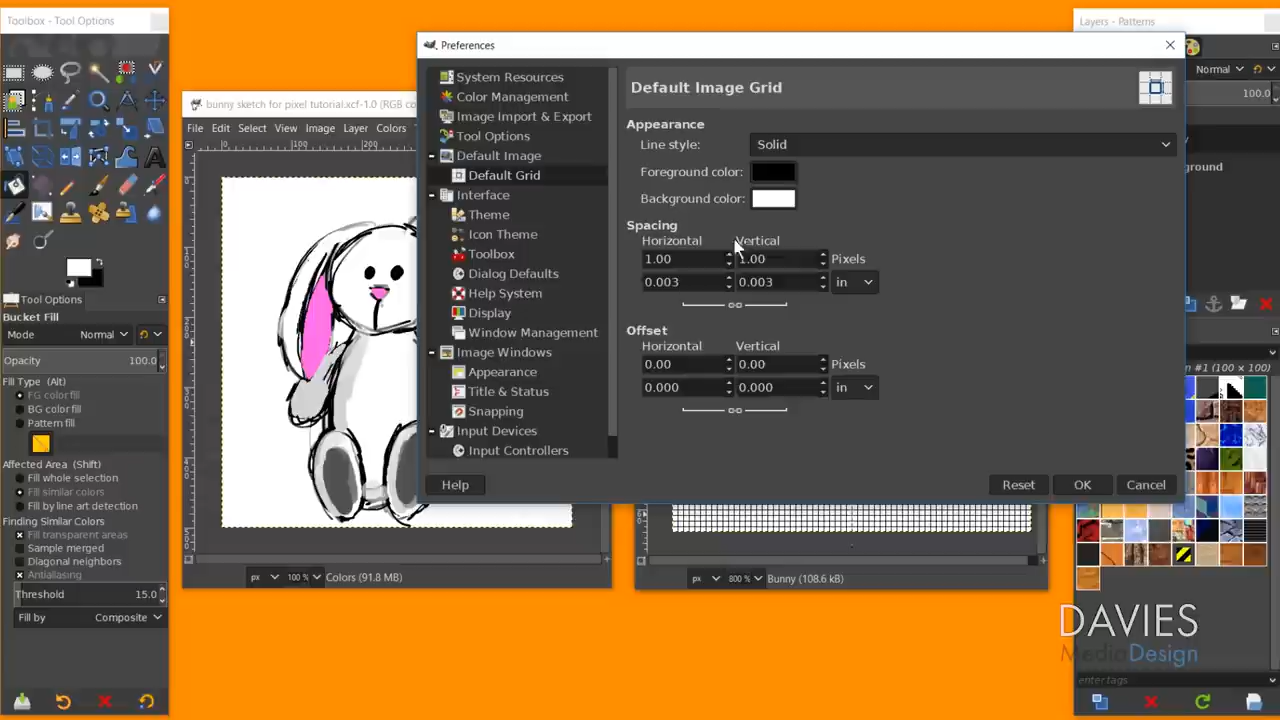 Toolbox - Tool Options
Bucket Fill
Tool Options
Mode
Normal
Opacity
100.0
Fill Type (Alt)
FG color fill
BG color fill
Pattern fill
Affected Area (Shift)
Fill whole selection
Fill similar colors
Fill by line art detection
Finding Similar Colors
Fill transparent areas
Sample merged
Diagonal neighbors
Antialiasing
Threshold
15.0
Fill by
Composite
bunny sketch for pixel tutorial.xcf-1.0 (RGB co
File Edit Select View Image Layer Colors
0 100 200
px 100 % Colors (91.8 MB)
Preferences
System Resources
Color Management
Image Import & Export
Tool Options
Default Image
Default Grid
Interface
Theme
Icon Theme
Toolbox
Dialog Defaults
Help System
Display
Window Management
Image Windows
Appearance
Title & Status
Snapping
Input Devices
Input Controllers
Default Image Grid
Appearance
Line style: Solid
Foreground color:
Background color:
Spacing
Horizontal Vertical
1.00 1.00 Pixels
0.003 0.003 in
Offset
Horizontal Vertical
0.00 0.00 Pixels
0.000 0.000 in
Help Reset OK Cancel
px 800 % Bunny (108.6 kB)
Layers - Patterns
Normal
100.0
ground
n #1 (100 × 100)
enter tags
DAVIES
MediaDesign